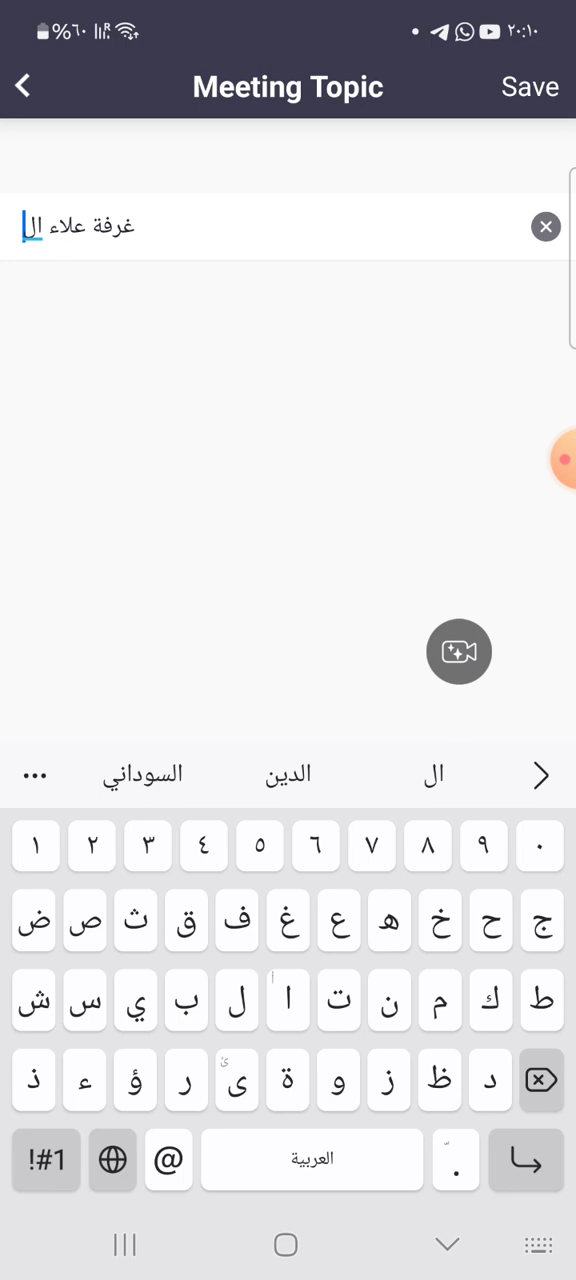 %٦٠ ٢٠:١٠
Meeting Topic Save
غرفة علاء ال
... السوداني الدين ال
١ ٢ ٣ ٤ ٥ ٦ ٧ ٨ ٩ ٠
ض ص ث ق ف غ ع ه خ ح ج
ش س ي ب ل ا أ ت ن م ك ط
ذ ء ؤ ر ى ئ ة و ز ظ د
!#1 @ العربية .